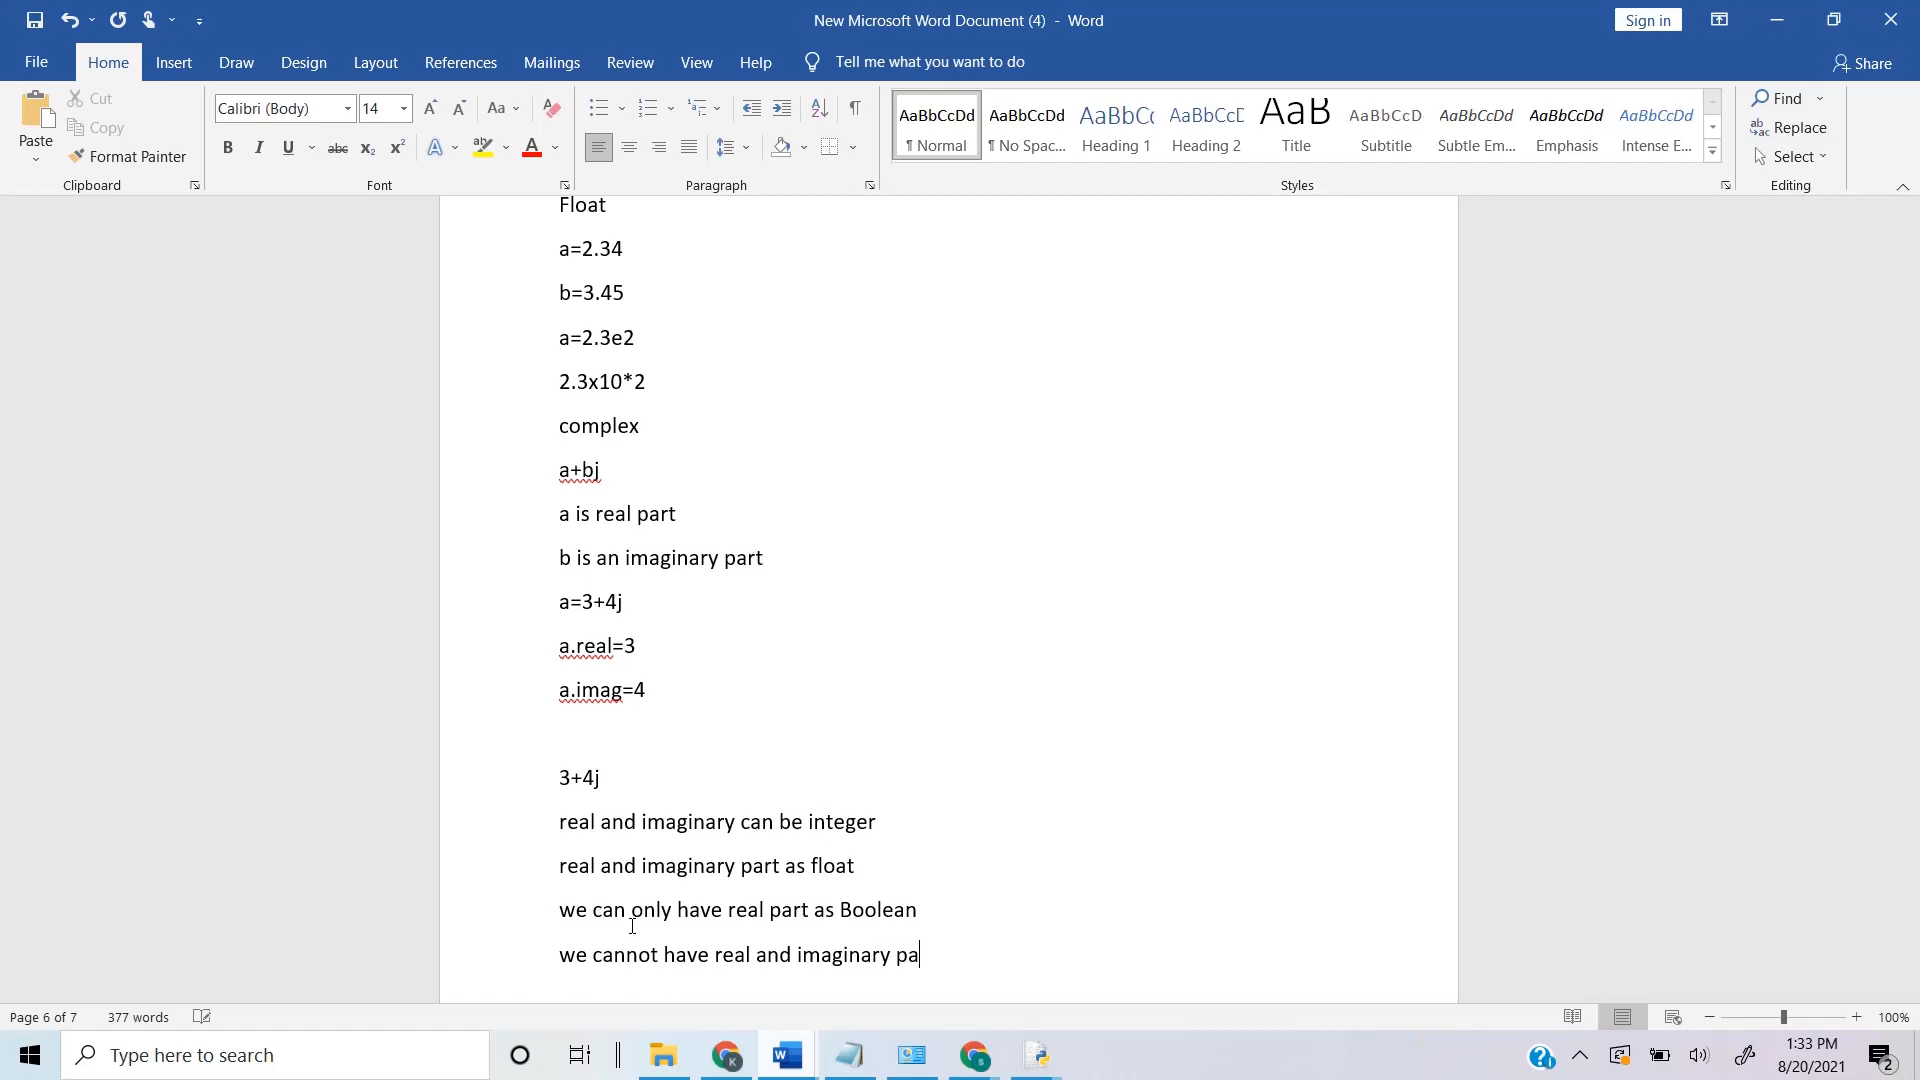 New Microsoft Word Document (4) - Word
Sign in
File Home Insert Draw Design Layout References Mailings Review View Help Tell me what you want to do
Share
Paste
Cut
Copy
Format Painter
Clipboard
Calibri (Body) 14
Font
Paragraph
AaBbCcDd AaBbCcDd AaBbCc AaBbCcD AaB AaBbCcD AaBbCcDd AaBbCcDd AaBbCcDd
¶ Normal ¶ No Spac... Heading 1 Heading 2 Title Subtitle Subtle Em... Emphasis Intense E...
Styles
Find
Replace
Select
Editing
Float
a=2.34
b=3.45
a=2.3e2
2.3x10*2
complex
a+bj
a is real part
b is an imaginary part
a=3+4j
a.real=3
a.imag=4
3+4j
real and imaginary can be integer
real and imaginary part as float
we can only have real part as Boolean
we cannot have real and imaginary pa
Page 6 of 7 377 words
100%
Type here to search
1:33 PM
8/20/2021
2